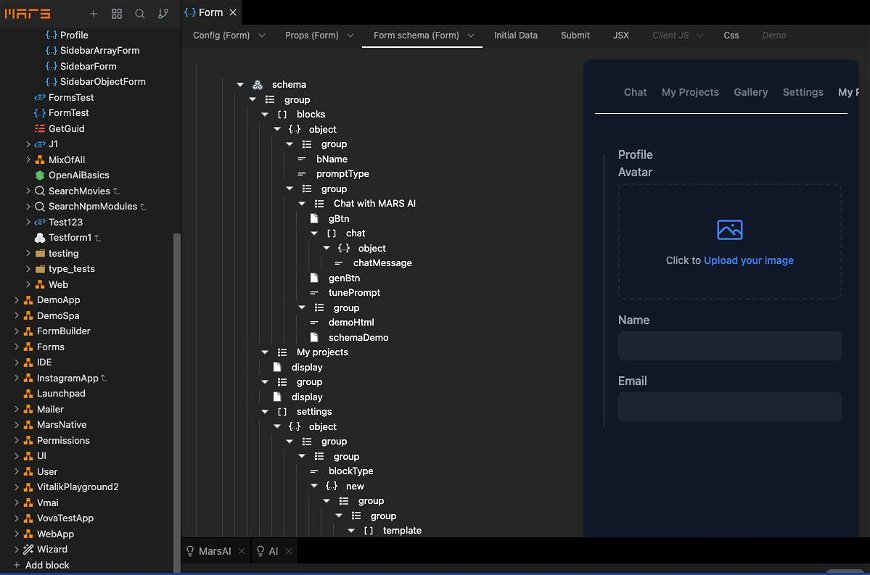 MARS
Form
Profile
SidebarArrayForm
SidebarForm
SidebarObjectForm
FormsTest
FormTest
GetGuid
J1
MixOfAll
OpenAiBasics
SearchMovies
SearchNpmModules
Test123
Testform1
testing
type_tests
Web
DemoApp
DemoSpa
FormBuilder
Forms
IDE
InstagramApp
Launchpad
Mailer
MarsNative
Permissions
UI
User
VitalikPlayground2
Vmai
VovaTestApp
WebApp
Wizard
+ Add block
Config (Form) Props (Form) Form schema (Form) Initial Data Submit JSX Client JS Css Demo
schema
group
[ ] blocks
{ } object
group
bName
promptType
group
Chat with MARS AI
gBtn
[ ] chat
{ } object
chatMessage
genBtn
tunePrompt
group
demoHtml
schemaDemo
My projects
display
group
display
[ ] settings
{ } object
group
group
blockType
{ } new
group
group
[ ] template
Chat My Projects Gallery Settings My P
Profile
Avatar
Click to Upload your image
Name
Email
MarsAI AI